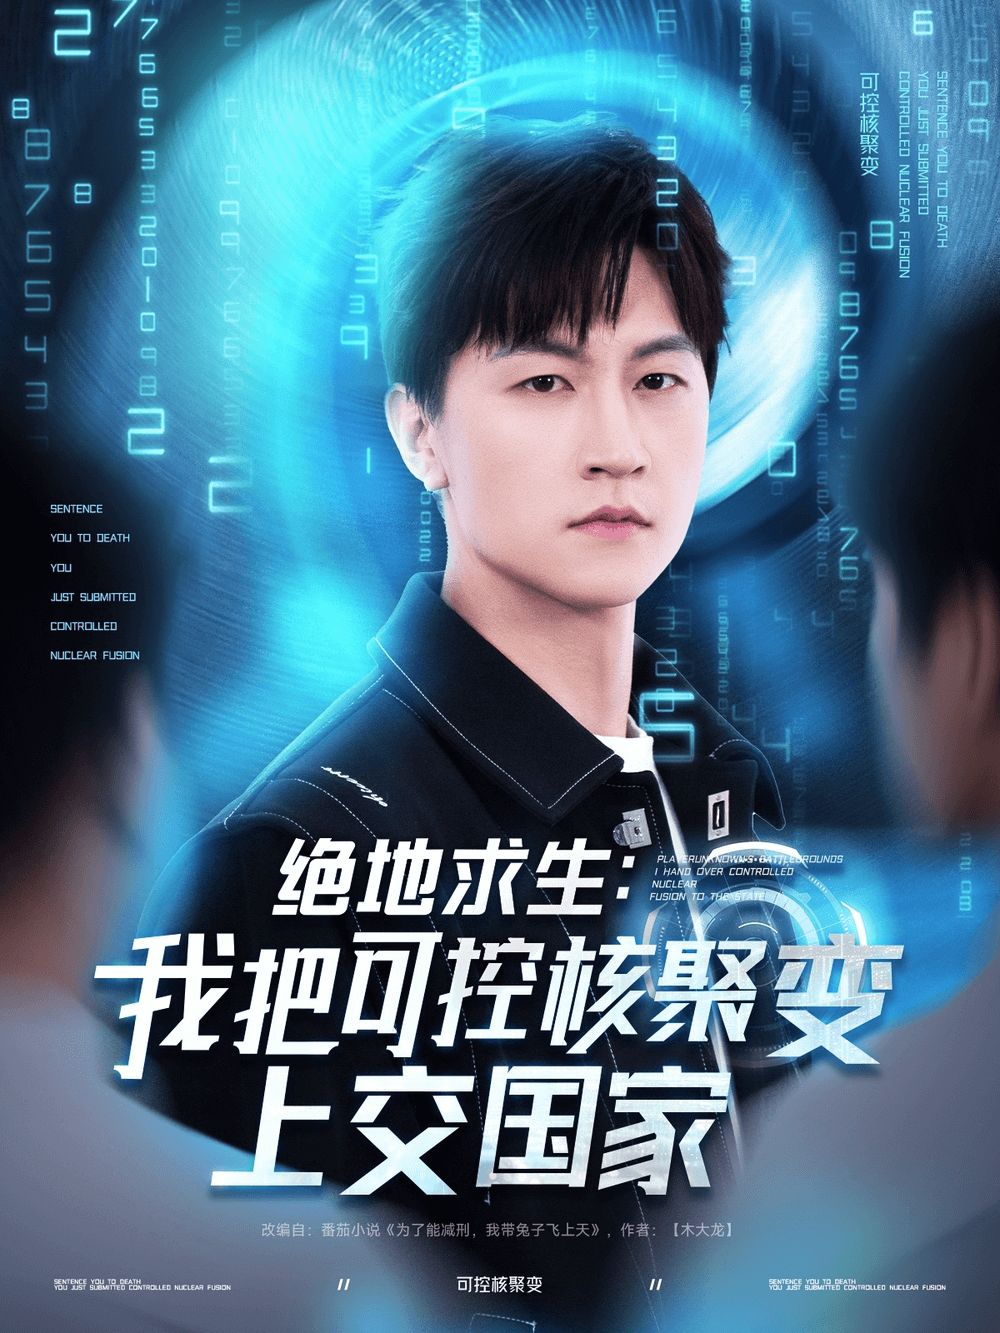 可控核聚变
SENTENCE YOU TO DEATH
YOU JUST SUBMITTED
CONTROLLED NUCLEAR FUSION
SENTENCE
YOU TO DEATH
YOU
JUST SUBMITTED
CONTROLLED
NUCLEAR FUSION
绝地求生：
PLAYERUNKNOWN'S BATTLEGROUNDS
I HAND OVER CONTROLLED
NUCLEAR
FUSION TO THE STATE
我把可控核聚变
上交国家
改编自：番茄小说《为了能减刑，我带兔子飞上天》，作者：【木大龙】
SENTENCE YOU TO DEATH
YOU JUST SUBMITTED CONTROLLED NUCLEAR FUSION
//
可控核聚变
//
SENTENCE YOU TO DEATH
YOU JUST SUBMITTED CONTROLLED NUCLEAR FUSION